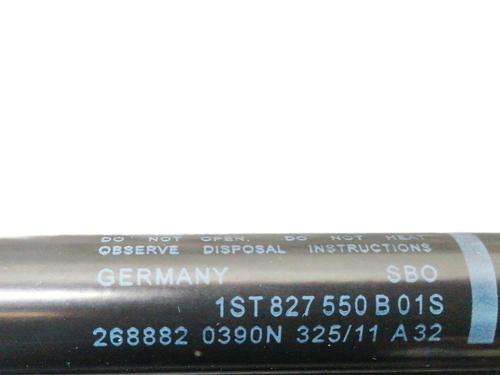 DO NOT OPEN. DO NOT HEAT
OBSERVE DISPOSAL INSTRUCTIONS
GERMANY SBO
1ST 827 550 B 01S
268882 0390N 325/11 A32